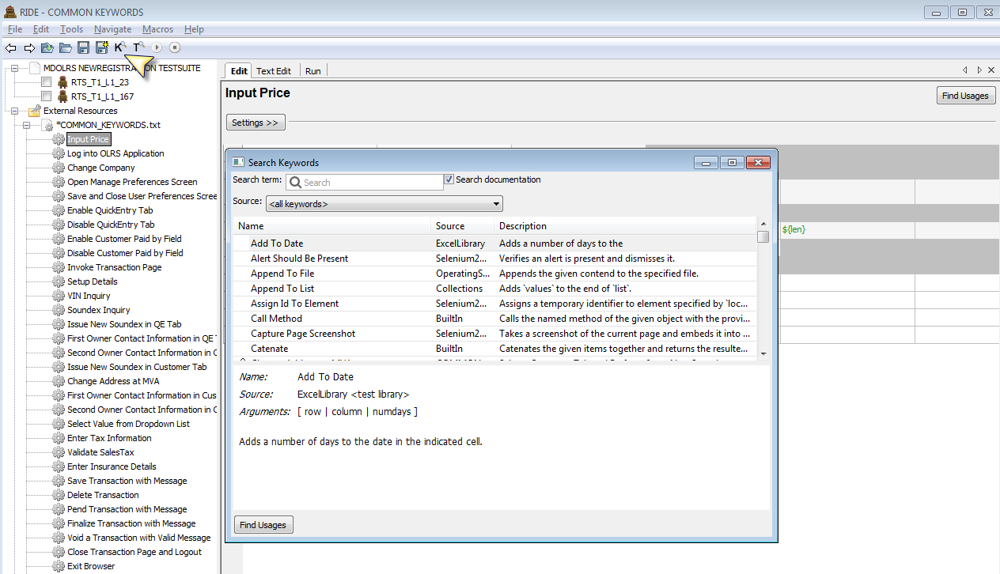 RIDE - COMMON KEYWORDS
File Edit Tools Navigate Macros Help
K T
MDOLRS NEWREGISTRATION TESTSUITE
RTS_T1_L1_23
RTS_T1_L1_167
External Resources
*COMMON_KEYWORDS.txt
Input Price
Log into OLRS Application
Change Company
Open Manage Preferences Screen
Save and Close User Preferences Scree
Enable QuickEntry Tab
Disable QuickEntry Tab
Enable Customer Paid by Field
Disable Customer Paid by Field
Invoke Transaction Page
Setup Details
VIN Inquiry
Soundex Inquiry
Issue New Soundex in QE Tab
First Owner Contact Information in QE T
Second Owner Contact Information in Q
Issue New Soundex in Customer Tab
Change Address at MVA
First Owner Contact Information in Cus
Second Owner Contact Information in C
Select Value from Dropdown List
Enter Tax Information
Validate SalesTax
Enter Insurance Details
Save Transaction with Message
Delete Transaction
Pend Transaction with Message
Finalize Transaction with Message
Void a Transaction with Valid Message
Close Transaction Page and Logout
Exit Browser
Edit Text Edit Run
Input Price
Find Usages
Settings >>
${len}
Search Keywords
Search term: Search Search documentation
Source: <all keywords>
Name Source Description
Add To Date ExcelLibrary Adds a number of days to the
Alert Should Be Present Selenium2... Verifies an alert is present and dismisses it.
Append To File OperatingS... Appends the given contend to the specified file.
Append To List Collections Adds `values` to the end of `list`.
Assign Id To Element Selenium2... Assigns a temporary identifier to element specified by `loc...
Call Method BuiltIn Calls the named method of the given object with the provi...
Capture Page Screenshot Selenium2... Takes a screenshot of the current page and embeds it into ...
Catenate BuiltIn Catenates the given items together and returns the resulte...
Name: Add To Date
Source: ExcelLibrary <test library>
Arguments: [ row | column | numdays ]
Adds a number of days to the date in the indicated cell.
Find Usages